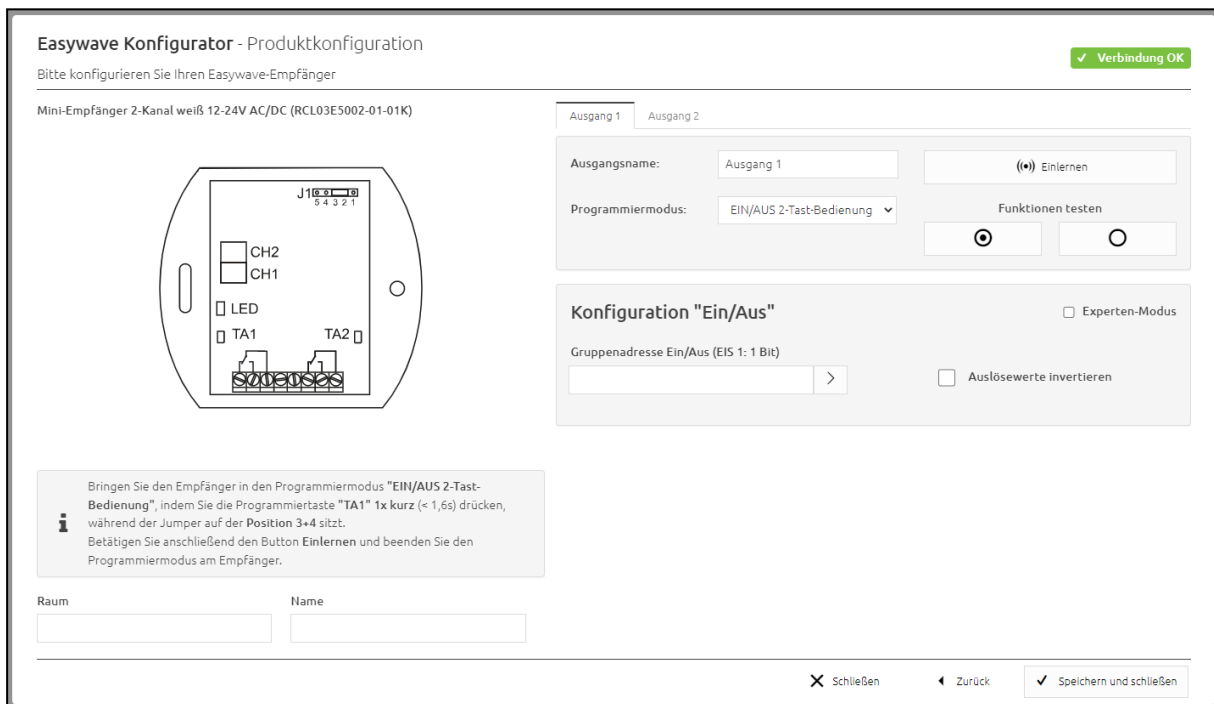 Easywave Konfigurator - Produktkonfiguration
Bitte konfigurieren Sie Ihren Easywave-Empfänger
Verbindung OK
Mini-Empfänger 2-Kanal weiß 12-24V AC/DC (RCL03E5002-01-01K)
J1
5 4 3 2 1
CH2
CH1
LED
TA1 TA2
Bringen Sie den Empfänger in den Programmiermodus "EIN/AUS 2-Tast-
Bedienung", indem Sie die Programmiertaste "TA1" 1x kurz (< 1,6s) drücken,
während der Jumper auf der Position 3+4 sitzt.
Betätigen Sie anschließend den Button Einlernen und beenden Sie den
Programmiermodus am Empfänger.
Raum Name
Ausgang 1 Ausgang 2
Ausgangsname: Ausgang 1 Einlernen
Programmiermodus: EIN/AUS 2-Tast-Bedienung Funktionen testen
Konfiguration "Ein/Aus" Experten-Modus
Gruppenadresse Ein/Aus (EIS 1: 1 Bit)
Auslösewerte invertieren
Schließen Zurück Speichern und schließen